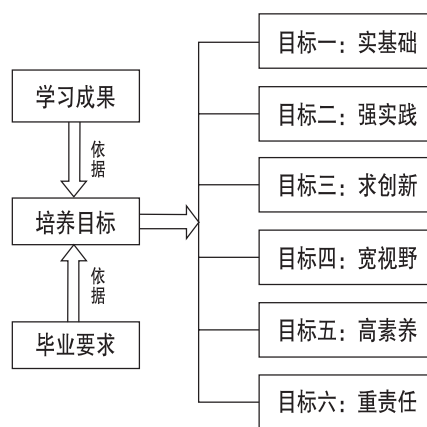 学习成果
依据
培养目标
依据
毕业要求
目标一：实基础
目标二：强实践
目标三：求创新
目标四：宽视野
目标五：高素养
目标六：重责任